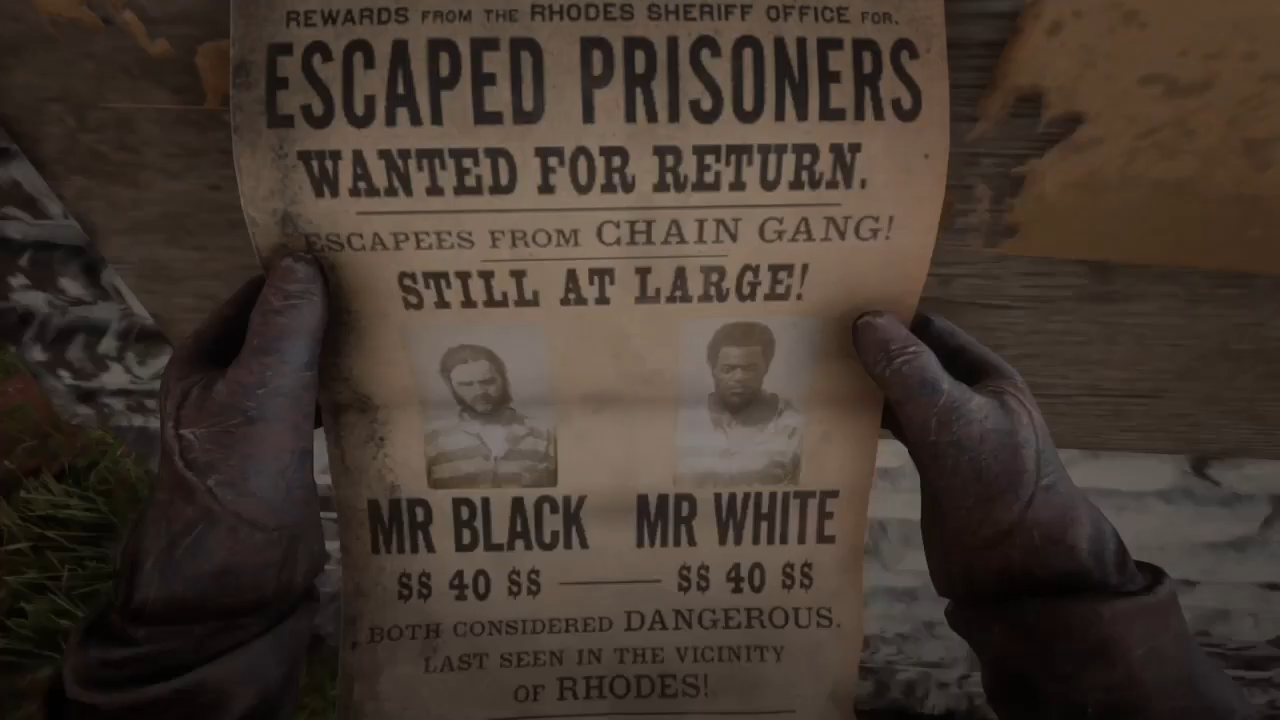 REWARDS FROM THE RHODES SHERIFF OFFICE FOR.
ESCAPED PRISONERS
WANTED FOR RETURN.
ESCAPEES FROM CHAIN GANG!
STILL AT LARGE!
MR BLACK MR WHITE
$$ 40 $$ — $$ 40 $$
BOTH CONSIDERED DANGEROUS.
LAST SEEN IN THE VICINITY
OF RHODES!